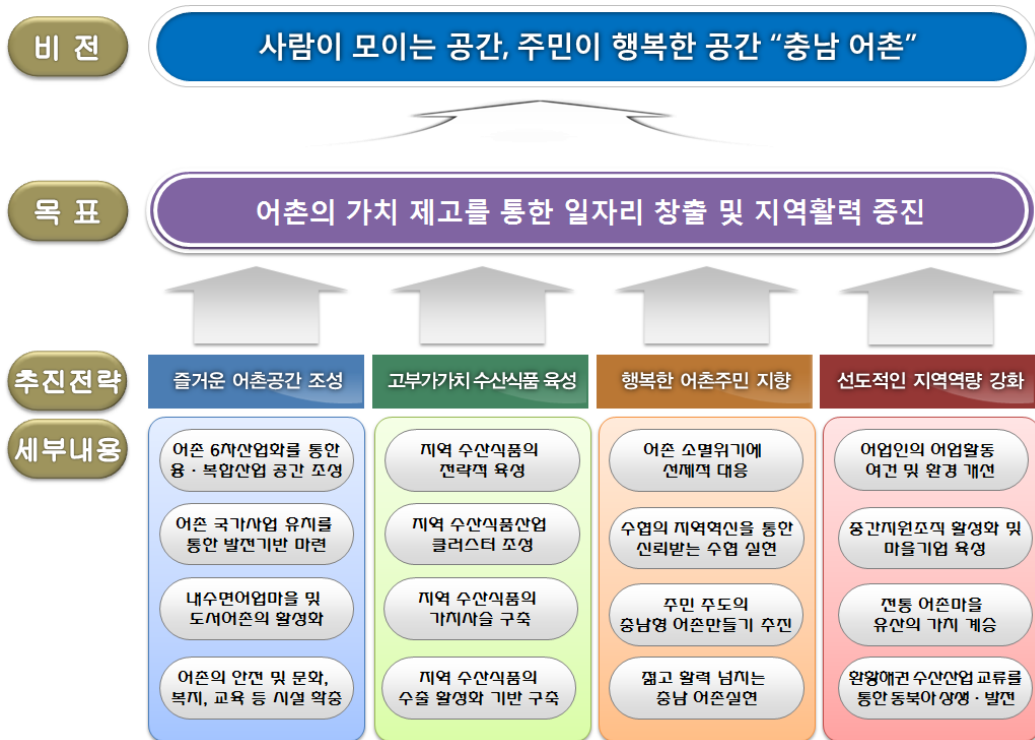 비 전
사람이 모이는 공간, 주민이 행복한 공간 “충남 어촌”
목 표
어촌의 가치 제고를 통한 일자리 창출 및 지역활력 증진
추진전략
즐거운 어촌공간 조성
고부가가치 수산식품 육성
행복한 어촌주민 지향
선도적인 지역역량 강화
세부내용
어촌 6차산업화를 통한
융 · 복합산업 공간 조성
어촌 국가사업 유치를
통한 발전기반 마련
내수면어업마을 및
도서어촌의 활성화
어촌의 안전 및 문화,
복지, 교육 등 시설 확충
지역 수산식품의
전략적 육성
지역 수산식품산업
클러스터 조성
지역 수산식품의
가치사슬 구축
지역 수산식품의
수출 활성화 기반 구축
어촌 소멸위기에
선제적 대응
수협의 지역혁신을 통한
신뢰받는 수협 실현
주민 주도의
충남형 어촌만들기 추진
젊고 활력 넘치는
충남 어촌실현
어업인의 어업활동
여건 및 환경 개선
중간지원조직 활성화 및
마을기업 육성
전통 어촌마을
유산의 가치 계승
환황해권 수산산업 교류를
통한 동북아 상생 · 발전